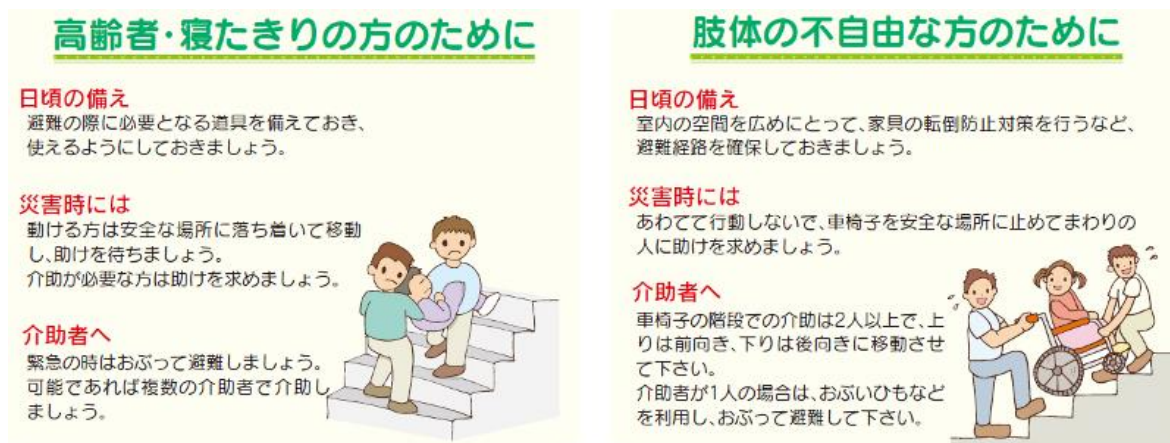 高齢者・寝たきりの方のために
日頃の備え
避難の際に必要となる道具を備えておき、
使えるようにしておきましょう。
災害時には
動ける方は安全な場所に落ち着いて移動
し、助けを待ちましょう。
介助が必要な方は助けを求めましょう。
介助者へ
緊急の時はおぶって避難しましょう。
可能であれば複数の介助者で介助し
ましょう。
肢体の不自由な方のために
日頃の備え
室内の空間を広めにとって、家具の転倒防止対策を行うなど、
避難経路を確保しておきましょう。
災害時には
あわてて行動しないで、車椅子を安全な場所に止めてまわりの
人に助けを求めましょう。
介助者へ
車椅子の階段での介助は2人以上で、上
りは前向き、下りは後向きに移動させ
て下さい。
介助者が1人の場合は、おぶいひもなど
を利用し、おぶって避難して下さい。